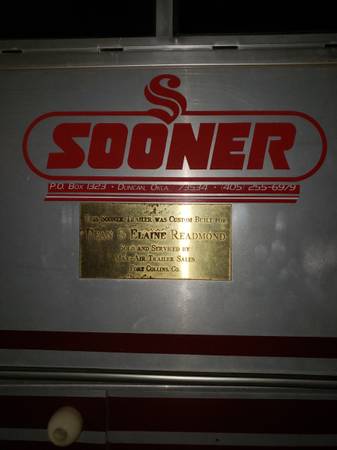 S
SOONER
P.O. BOX 1323 • DUNCAN, OKLA. 73534 • (405) 255-6979
SOONER TRAILER WAS CUSTOM BUILT FOR
DEAN & ELAINE READMOND
SOLD AND SERVICED BY
AIR TRAILER SALES
FORT COLLINS, CO.